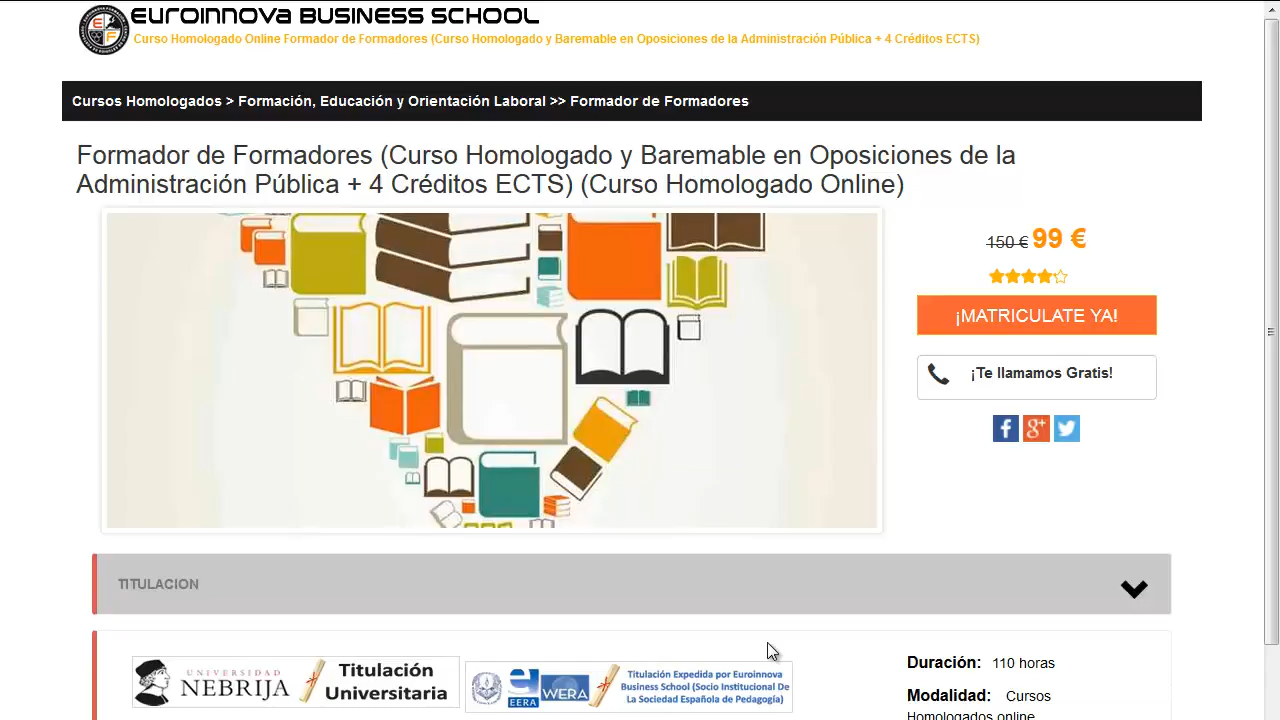 EUROINNOVA BUSINESS SCHOOL
Curso Homologado Online Formador de Formadores (Curso Homologado y Baremable en Oposiciones de la Administración Pública + 4 Créditos ECTS)
Cursos Homologados > Formación, Educación y Orientación Laboral >> Formador de Formadores
Formador de Formadores (Curso Homologado y Baremable en Oposiciones de la
Administración Pública + 4 Créditos ECTS) (Curso Homologado Online)
150 € 99 €
¡MATRICULATE YA!
¡Te llamamos Gratis!
TITULACION
UNIVERSIDAD
NEBRIJA
Titulación
Universitaria
EERA
WERA
Titulación Expedida por Euroinnova
Business School (Socio Institucional De
La Sociedad Española de Pedagogía)
Duración: 110 horas
Modalidad: Cursos
Homologados online